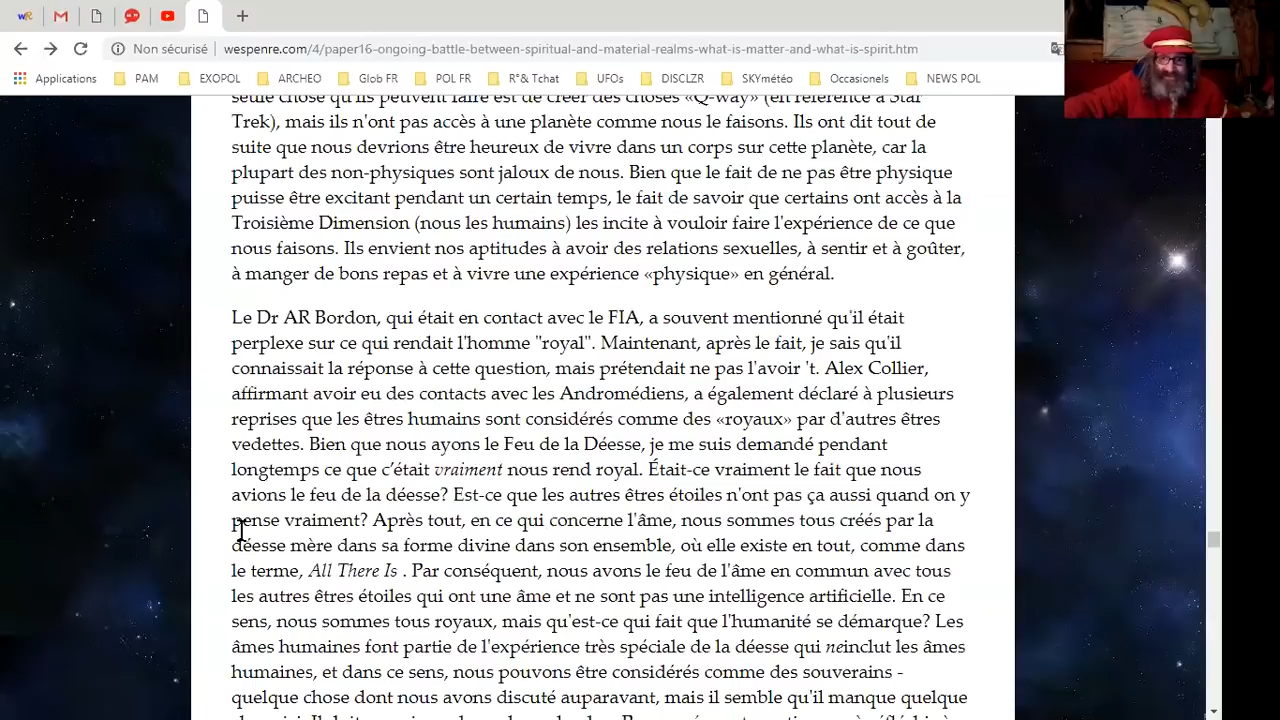 Non sécurisé wespenre.com/4/paper16-ongoing-battle-between-spiritual-and-material-realms-what-is-matter-and-what-is-spirit.htm
Applications PAM EXOPOL ARCHEO Glob FR POL FR R"& Tchat UFOs DISCLZR SKYmétéo Occasionels NEWS POL
seule chose qu'ils peuvent faire est de créer des choses «Q-way» (en référence à Star
Trek), mais ils n'ont pas accès à une planète comme nous le faisons. Ils ont dit tout de
suite que nous devrions être heureux de vivre dans un corps sur cette planète, car la
plupart des non-physiques sont jaloux de nous. Bien que le fait de ne pas être physique
puisse être excitant pendant un certain temps, le fait de savoir que certains ont accès à la
Troisième Dimension (nous les humains) les incite à vouloir faire l'expérience de ce que
nous faisons. Ils envient nos aptitudes à avoir des relations sexuelles, à sentir et à goûter,
à manger de bons repas et à vivre une expérience «physique» en général.
Le Dr AR Bordon, qui était en contact avec le FIA, a souvent mentionné qu'il était
perplexe sur ce qui rendait l'homme "royal". Maintenant, après le fait, je sais qu'il
connaissait la réponse à cette question, mais prétendait ne pas l'avoir 't. Alex Collier,
affirmant avoir eu des contacts avec les Andromédiens, a également déclaré à plusieurs
reprises que les êtres humains sont considérés comme des «royaux» par d'autres êtres
vedettes. Bien que nous ayons le Feu de la Déesse, je me suis demandé pendant
longtemps ce que c'était vraiment nous rend royal. Était-ce vraiment le fait que nous
avions le feu de la déesse? Est-ce que les autres êtres étoiles n'ont pas ça aussi quand on y
pense vraiment? Après tout, en ce qui concerne l'âme, nous sommes tous créés par la
déesse mère dans sa forme divine dans son ensemble, où elle existe en tout, comme dans
le terme, All There Is . Par conséquent, nous avons le feu de l'âme en commun avec tous
les autres êtres étoiles qui ont une âme et ne sont pas une intelligence artificielle. En ce
sens, nous sommes tous royaux, mais qu'est-ce qui fait que l'humanité se démarque? Les
âmes humaines font partie de l'expérience très spéciale de la déesse qui neinclut les âmes
humaines, et dans ce sens, nous pouvons être considérés comme des souverains -
quelque chose dont nous avons discuté auparavant, mais il semble qu'il manque quelque